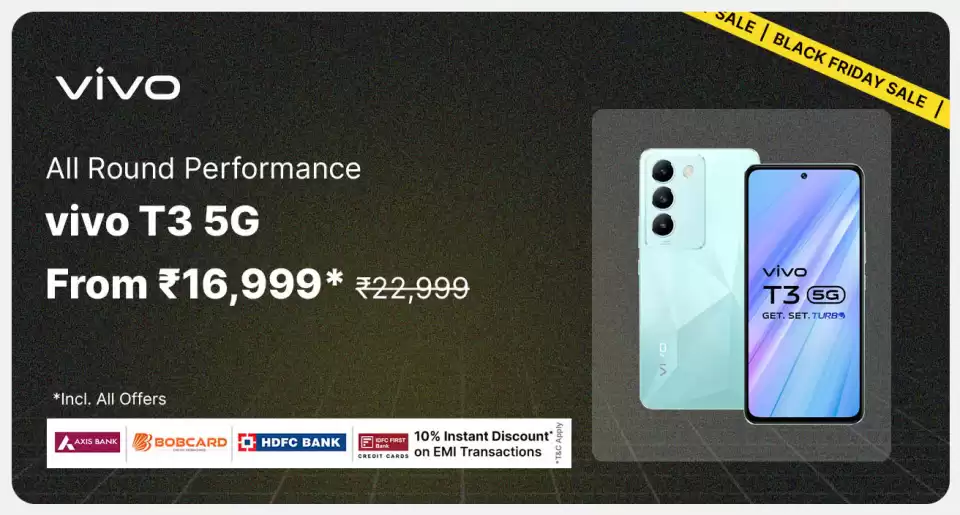 SALE | BLACK FRIDAY SALE |
vivo
All Round Performance
vivo T3 5G
From ₹16,999* ₹22,999
vivo
T3 5G
GET. SET. TURBO
vivo
*Incl. All Offers
AXIS BANK
BOBCARD
HDFC BANK
IDFC FIRST
Bank
CREDIT CARDS
10% Instant Discount*
on EMI Transactions
*T&C Apply